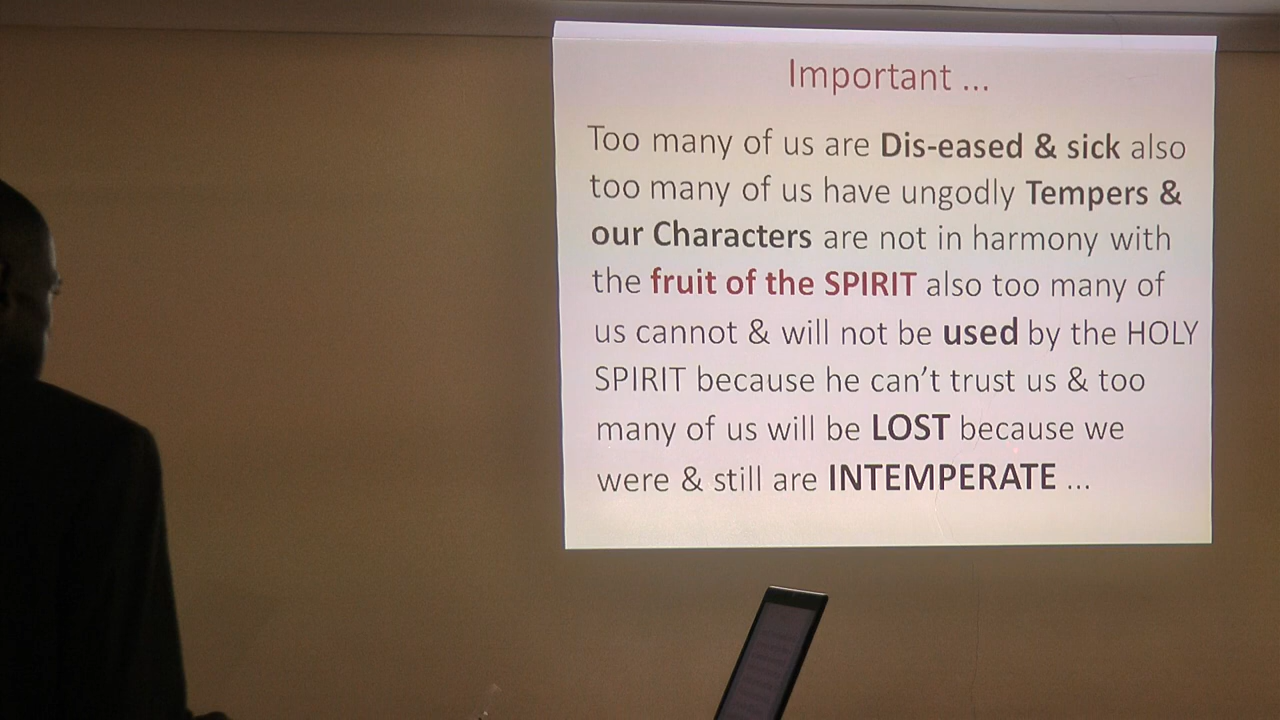 Important ...
Too many of us are Dis-eased & sick also
too many of us have ungodly Tempers &
our Characters are not in harmony with
the fruit of the SPIRIT also too many of
us cannot & will not be used by the HOLY
SPIRIT because he can't trust us & too
many of us will be LOST because we
were & still are INTEMPERATE ...